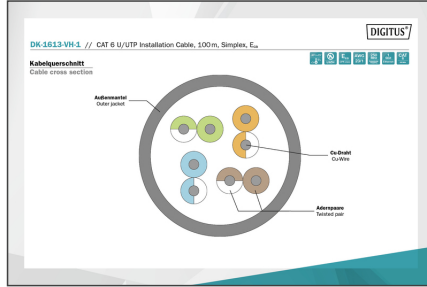 DIGITUS®
DK-1613-VH-1 // CAT 6 U/UTP Installation Cable, 100 m, Simplex, Eca
Kabelquerschnitt
Cable cross section
Außenmantel
Outer jacket
Cu-Draht
Cu-Wire
Adernpaare
Twisted pair